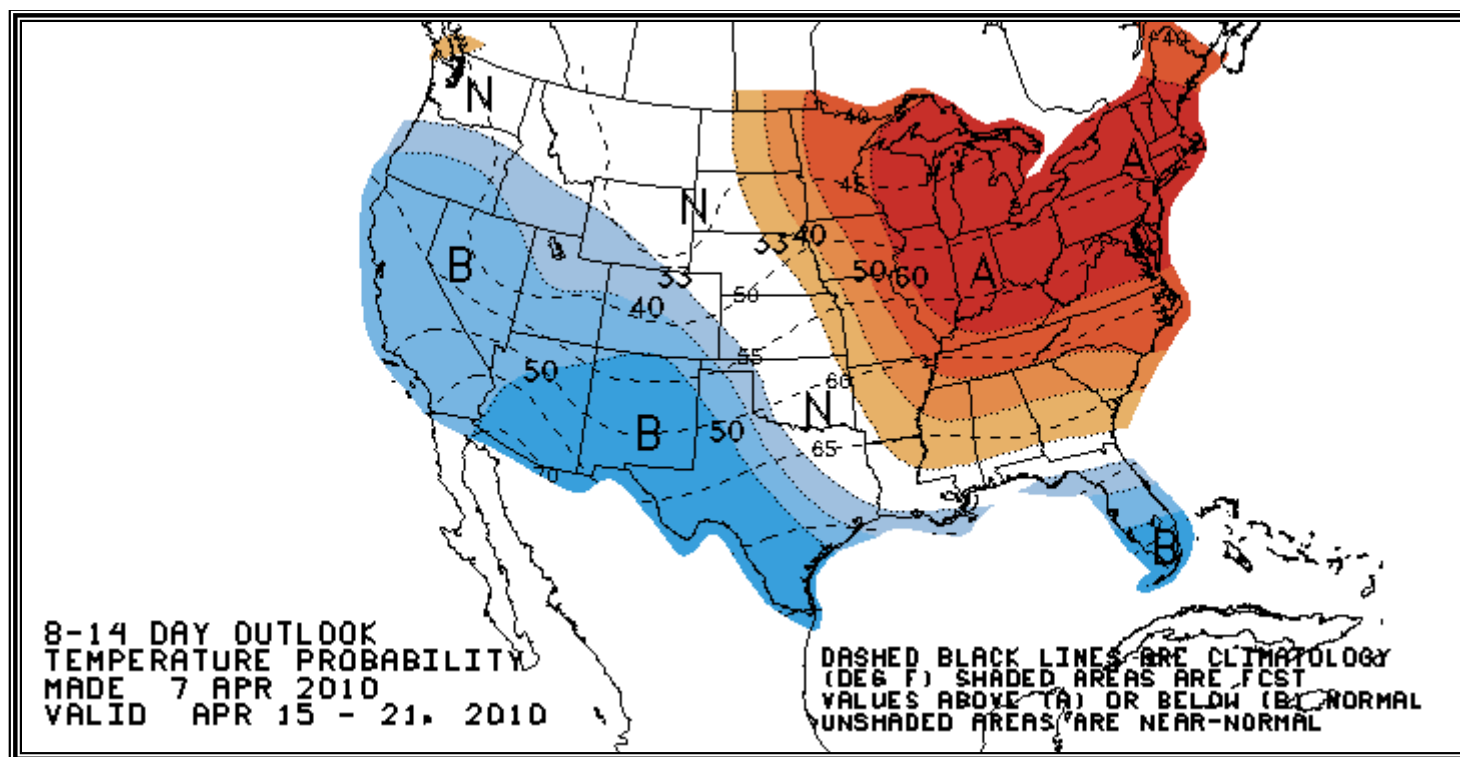 40
N
40
A
45
N
33
40
B
50
60
A
33
50
40
55
50
60
N
B
50
65
B
8-14 DAY OUTLOOK
TEMPERATURE PROBABILITY
MADE 7 APR 2010
VALID APR 15 - 21, 2010
DASHED BLACK LINES ARE CLIMATOLOGY
(DEG F) SHADED AREAS ARE FCST
VALUES ABOVE (A) OR BELOW (B) NORMAL
UNSHADED AREAS ARE NEAR-NORMAL